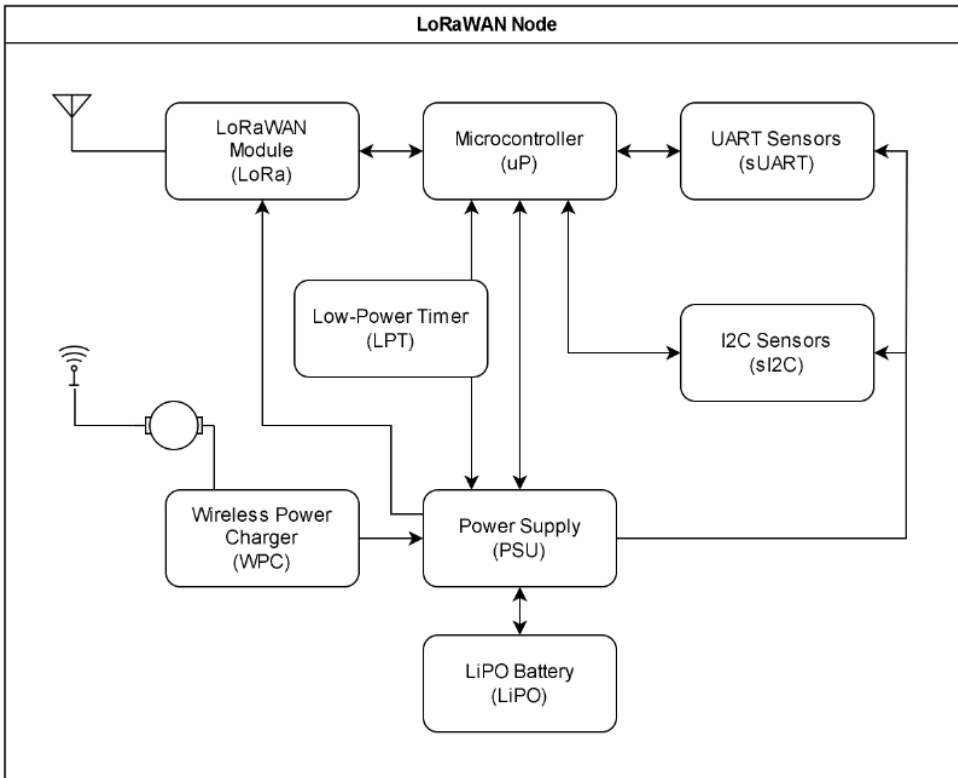 LoRaWAN Node
LoRaWAN
Module
(LoRa)
Microcontroller
(uP)
UART Sensors
(sUART)
Low-Power Timer
(LPT)
I2C Sensors
(sI2C)
Wireless Power
Charger
(WPC)
Power Supply
(PSU)
LiPO Battery
(LiPO)